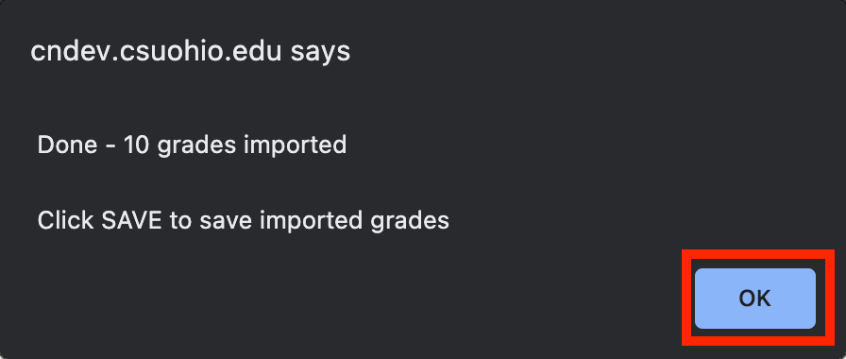 cndev.csuohio.edu says
Done - 10 grades imported
Click SAVE to save imported grades
OK